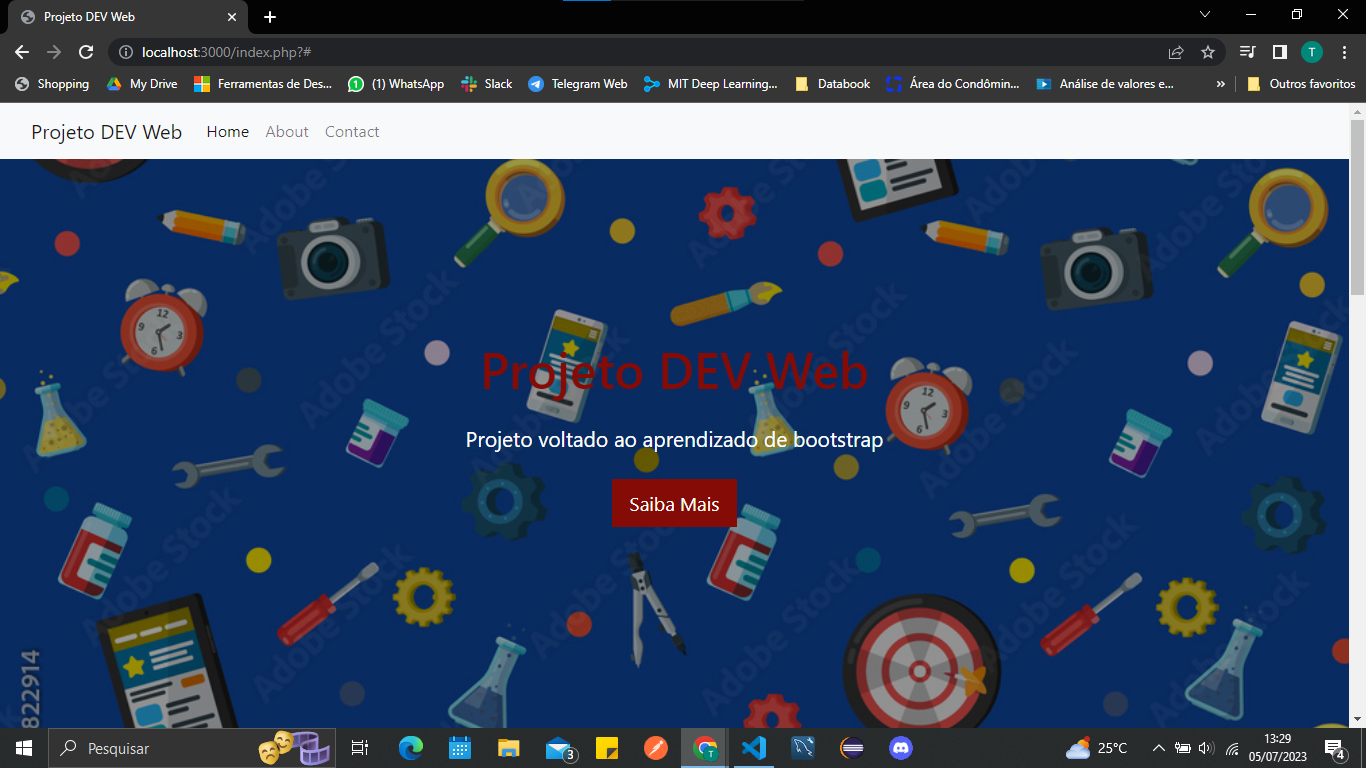 Projeto DEV Web
localhost:3000/index.php?#
T
Shopping
My Drive
Ferramentas de Des...
(1) WhatsApp
Slack
Telegram Web
MIT Deep Learning...
Databook
Área do Condômin...
Análise de valores e...
»
Outros favoritos
Projeto DEV Web
Home
About
Contact
Adobe Stock
Projeto DEV Web
Projeto voltado ao aprendizado de bootstrap
Saiba Mais
822914
Pesquisar
3
25°C
13:29
05/07/2023
4